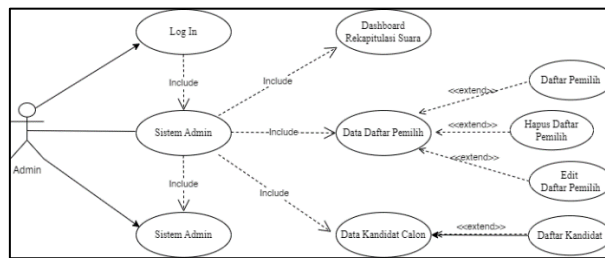 Log In
Dashboard
Rekapitulasi Suara
Include
Include
<<extend>>
Daftar Pemilih
Admin
Sistem Admin
Include
Data Daftar Pemilih
<<extend>>
Hapus Daftar
Pemilih
<<extend>>
Edit
Daftar Pemilih
Include
Include
Sistem Admin
Data Kandidat Calon
<<extend>>
Daftar Kandidat